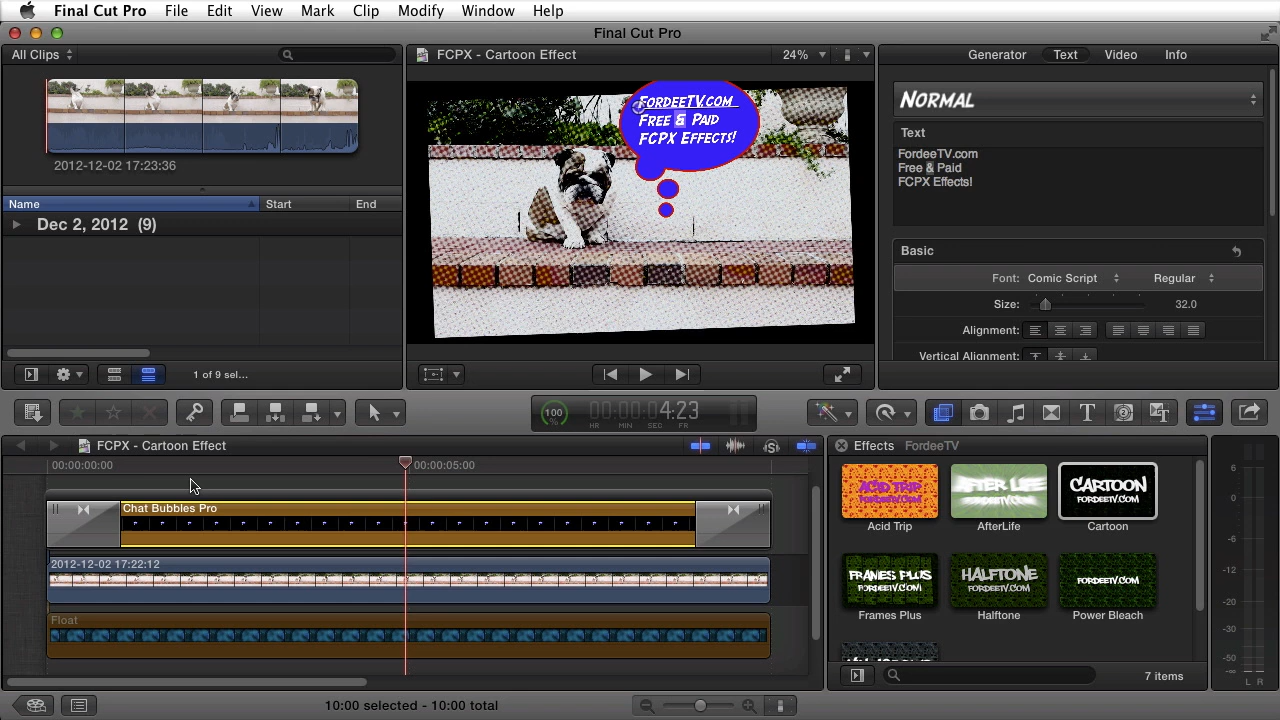 Final Cut Pro File Edit View Mark Clip Modify Window Help
Final Cut Pro
All Clips
2012-12-02 17:23:36
Name Start End
Dec 2, 2012 (9)
1 of 9 sel...
FCPX - Cartoon Effect 24%
FordeeTV.com
Free & Paid
FCPX Effects!
Generator Text Video Info
Normal
Text
FordeeTV.com
Free & Paid
FCPX Effects!
Basic
Font: Comic Script Regular
Size: 32.0
Alignment:
Vertical Alignment:
100
%
00:00:04:23
HR MIN SEC FR
FCPX - Cartoon Effect
00:00:00:00 00:00:05:00
Chat Bubbles Pro
2012-12-02 17:22:12
Float
10:00 selected - 10:00 total
Effects FordeeTV
ACID TRIP
FORDEETV.COM
Acid Trip
AFTER LIFE
FORDEETV.COM
AfterLife
CARTOON
FORDEETV.COM
Cartoon
FRAMES PLUS
FORDEETV.COM
Frames Plus
HALFTONE
FORDEETV.COM
Halftone
FORDEETV.COM
Power Bleach
7 items
6
0
-6
-12
-20
-30
-50
-∞
L R